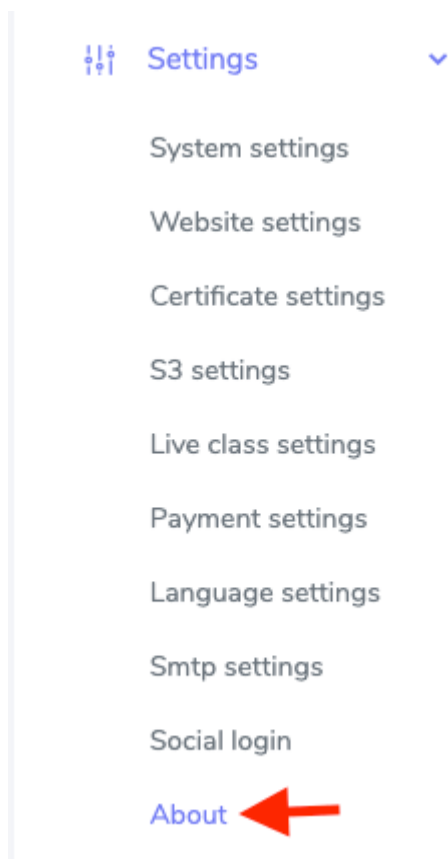 Settings
System settings
Website settings
Certificate settings
S3 settings
Live class settings
Payment settings
Language settings
Smtp settings
Social login
About